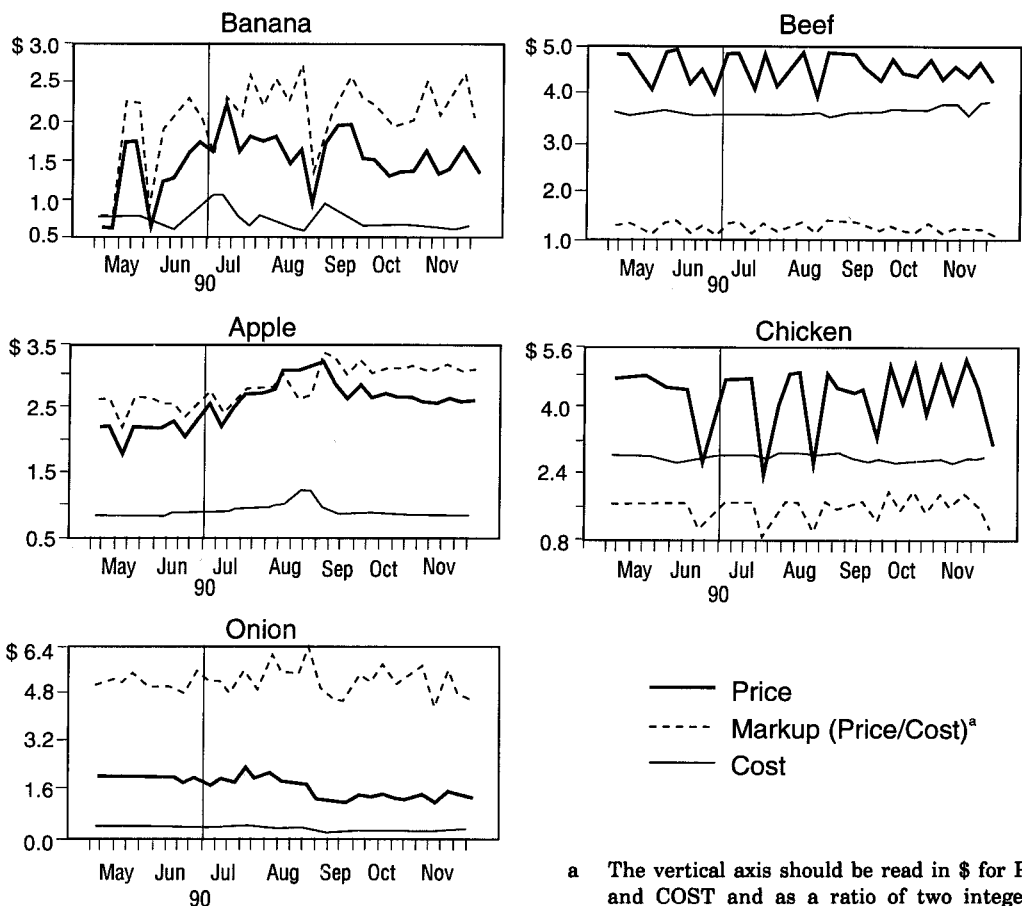 Banana
$ 3.0
2.5
2.0
1.5
1.0
0.5
May Jun Jul Aug Sep Oct Nov
90
Beef
$ 5.0
4.0
3.0
2.0
1.0
May Jun Jul Aug Sep Oct Nov
90
Apple
$ 3.5
2.5
1.5
0.5
May Jun Jul Aug Sep Oct Nov
90
Chicken
$ 5.6
4.0
2.4
0.8
May Jun Jul Aug Sep Oct Nov
90
Onion
$ 6.4
4.8
3.2
1.6
0.0
May Jun Jul Aug Sep Oct Nov
90
Price
Markup (Price/Cost)a
Cost
a The vertical axis should be read in $ for
and COST and as a ratio of two